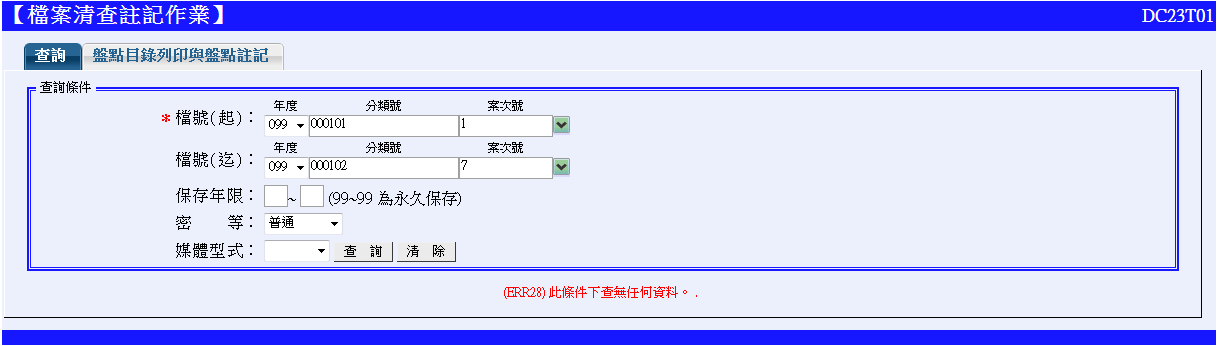 【檔案清查註記作業】 DC23T01
查詢 盤點目錄列印與盤點註記
查詢條件
年度 分類號 案次號
*檔號(起)： 099 000101 1
年度 分類號 案次號
檔號(迄)： 099 000102 7
保存年限： ~ (99~99 為永久保存)
密 等： 普通
媒體型式： 查 詢 清 除
(ERR28) 此條件下查無任何資料。 .